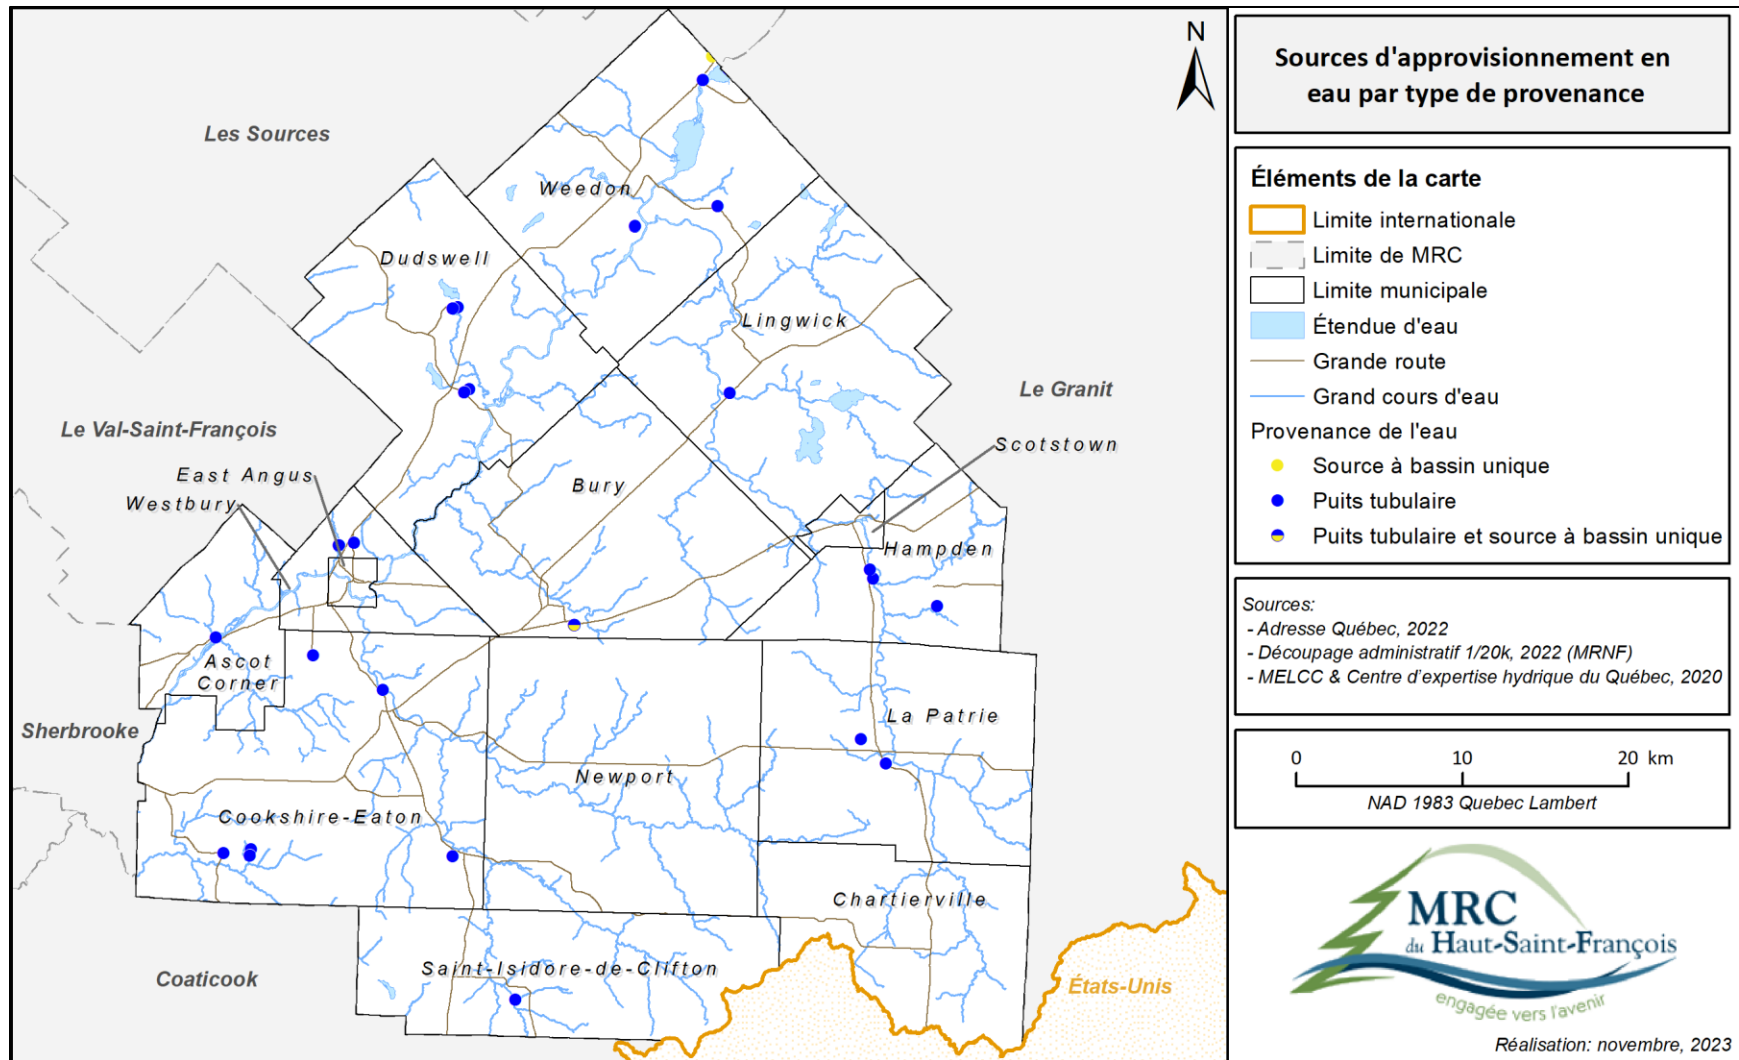 N
Les Sources
Weedon
Dudswell
Lingwick
Le Granit
Le Val-Saint-François
Scotstown
East Angus
Westbury
Bury
Hampden
Ascot
Corner
Sherbrooke
La Patrie
Newport
Cookshire-Eaton
Chartierville
Saint-Isidore-de-Clifton
Coaticook
États-Unis
Sources d'approvisionnement en
eau par type de provenance
Éléments de la carte
Limite internationale
Limite de MRC
Limite municipale
Étendue d'eau
Grande route
Grand cours d'eau
Provenance de l'eau
Source à bassin unique
Puits tubulaire
Puits tubulaire et source à bassin unique
Sources:
- Adresse Québec, 2022
- Découpage administratif 1/20k, 2022 (MRNF)
- MELCC & Centre d'expertise hydrique du Québec, 2020
0 10 20 km
NAD 1983 Quebec Lambert
MRC
du Haut-Saint-François
engagée vers l'avenir
Réalisation: novembre, 2023